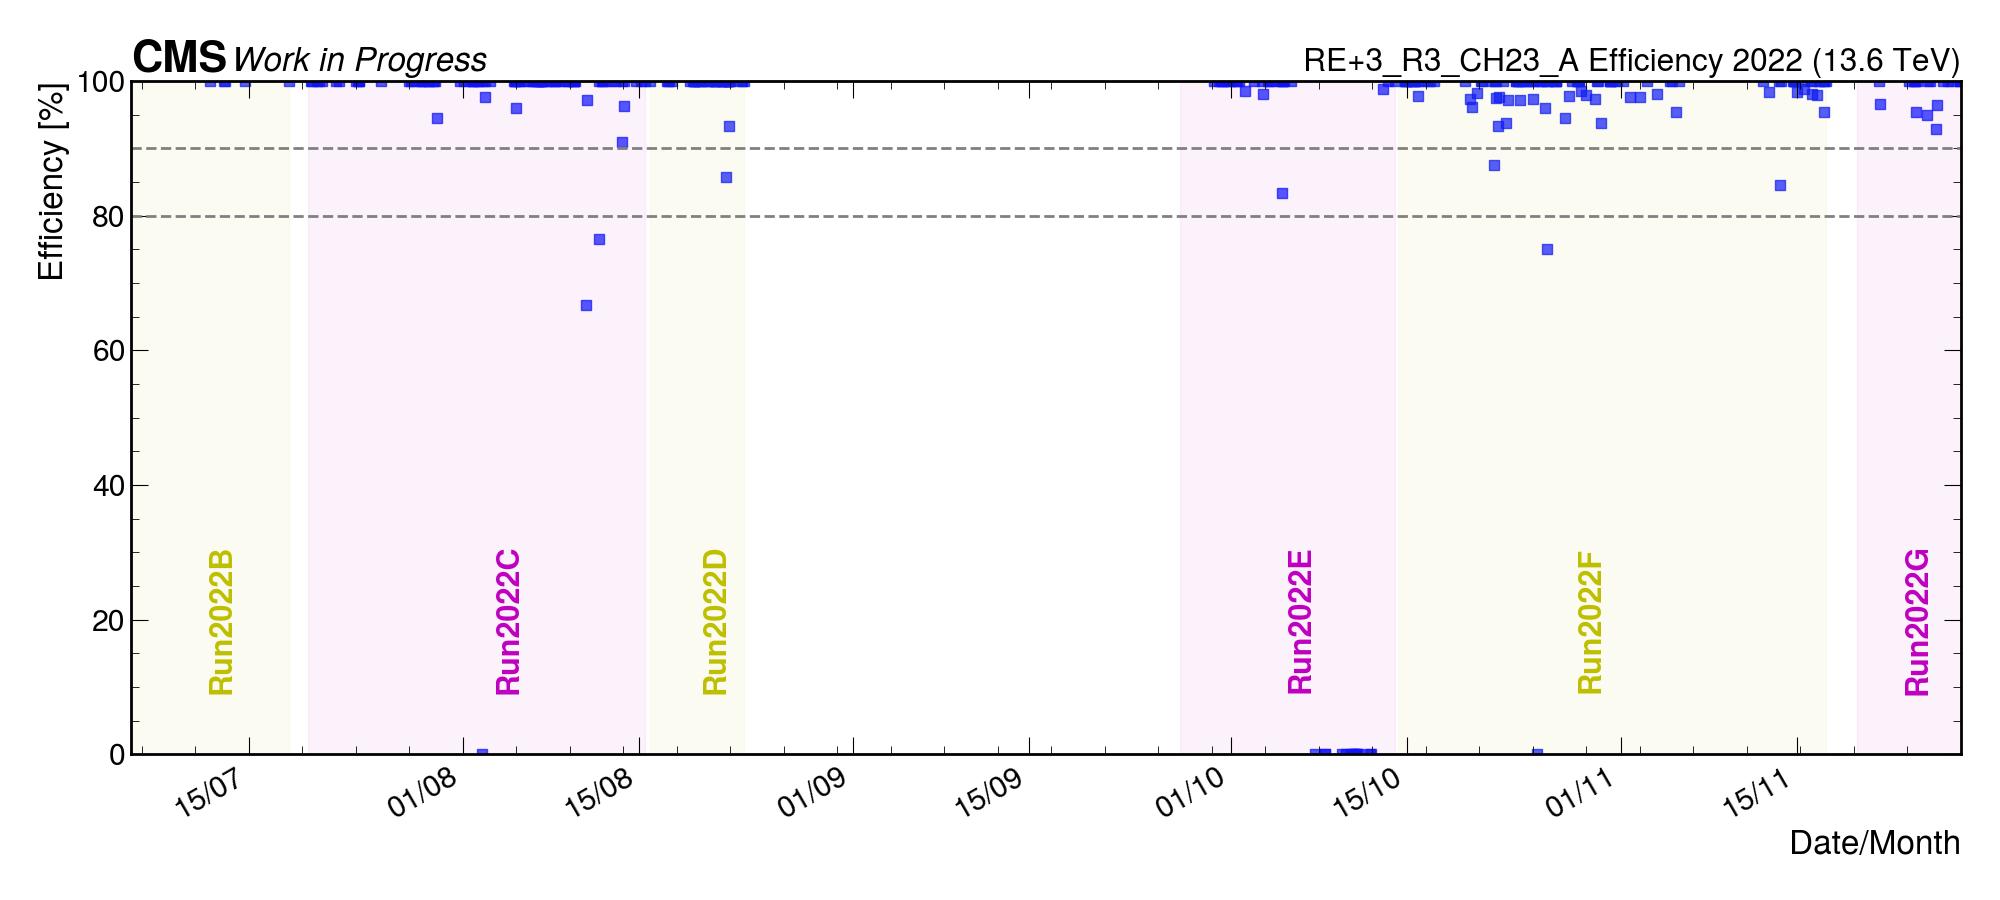 CMS Work in Progress
RE+3_R3_CH23_A Efficiency 2022 (13.6 TeV)
Efficiency [%]
100
80
60
40
20
0
Run2022B
Run2022C
Run2022D
Run2022E
Run2022F
Run2022G
15/07
01/08
15/08
01/09
15/09
01/10
15/10
01/11
15/11
Date/Month